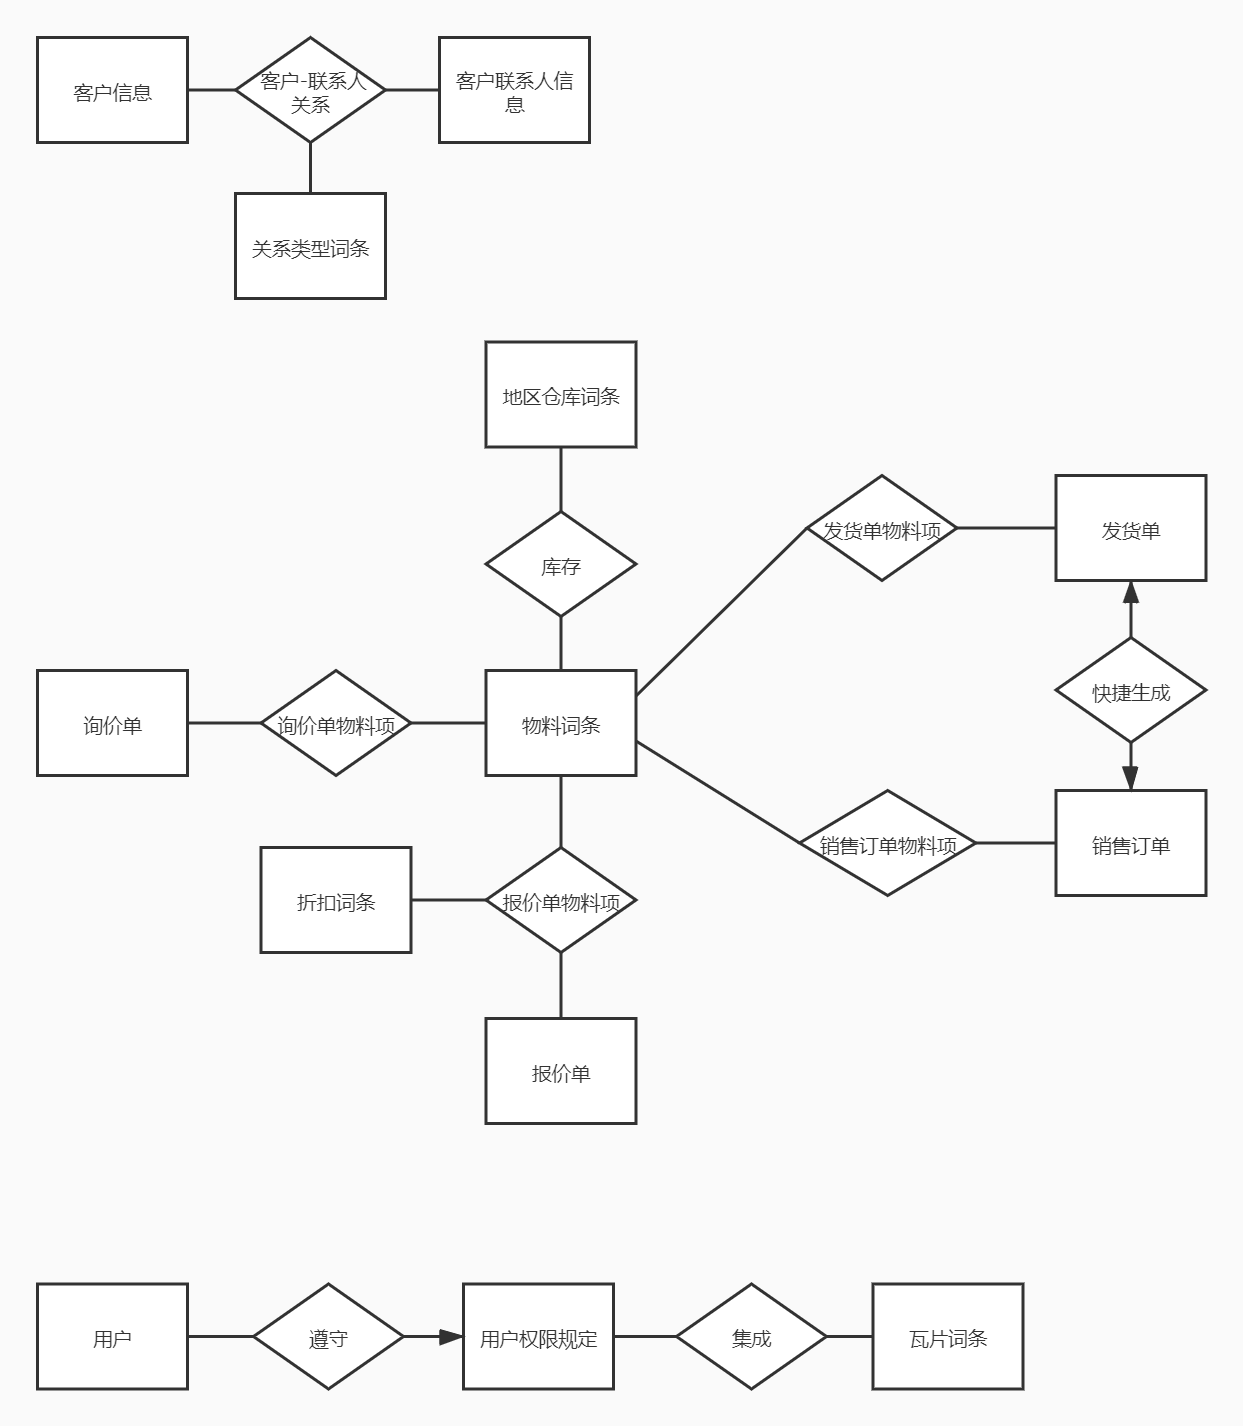 客户信息
客户-联系人
关系
客户联系人信
息
关系类型词条
地区仓库词条
库存
发货单物料项
发货单
快捷生成
询价单
询价单物料项
物料词条
销售订单物料项
销售订单
折扣词条
报价单物料项
报价单
用户
遵守
用户权限规定
集成
瓦片词条